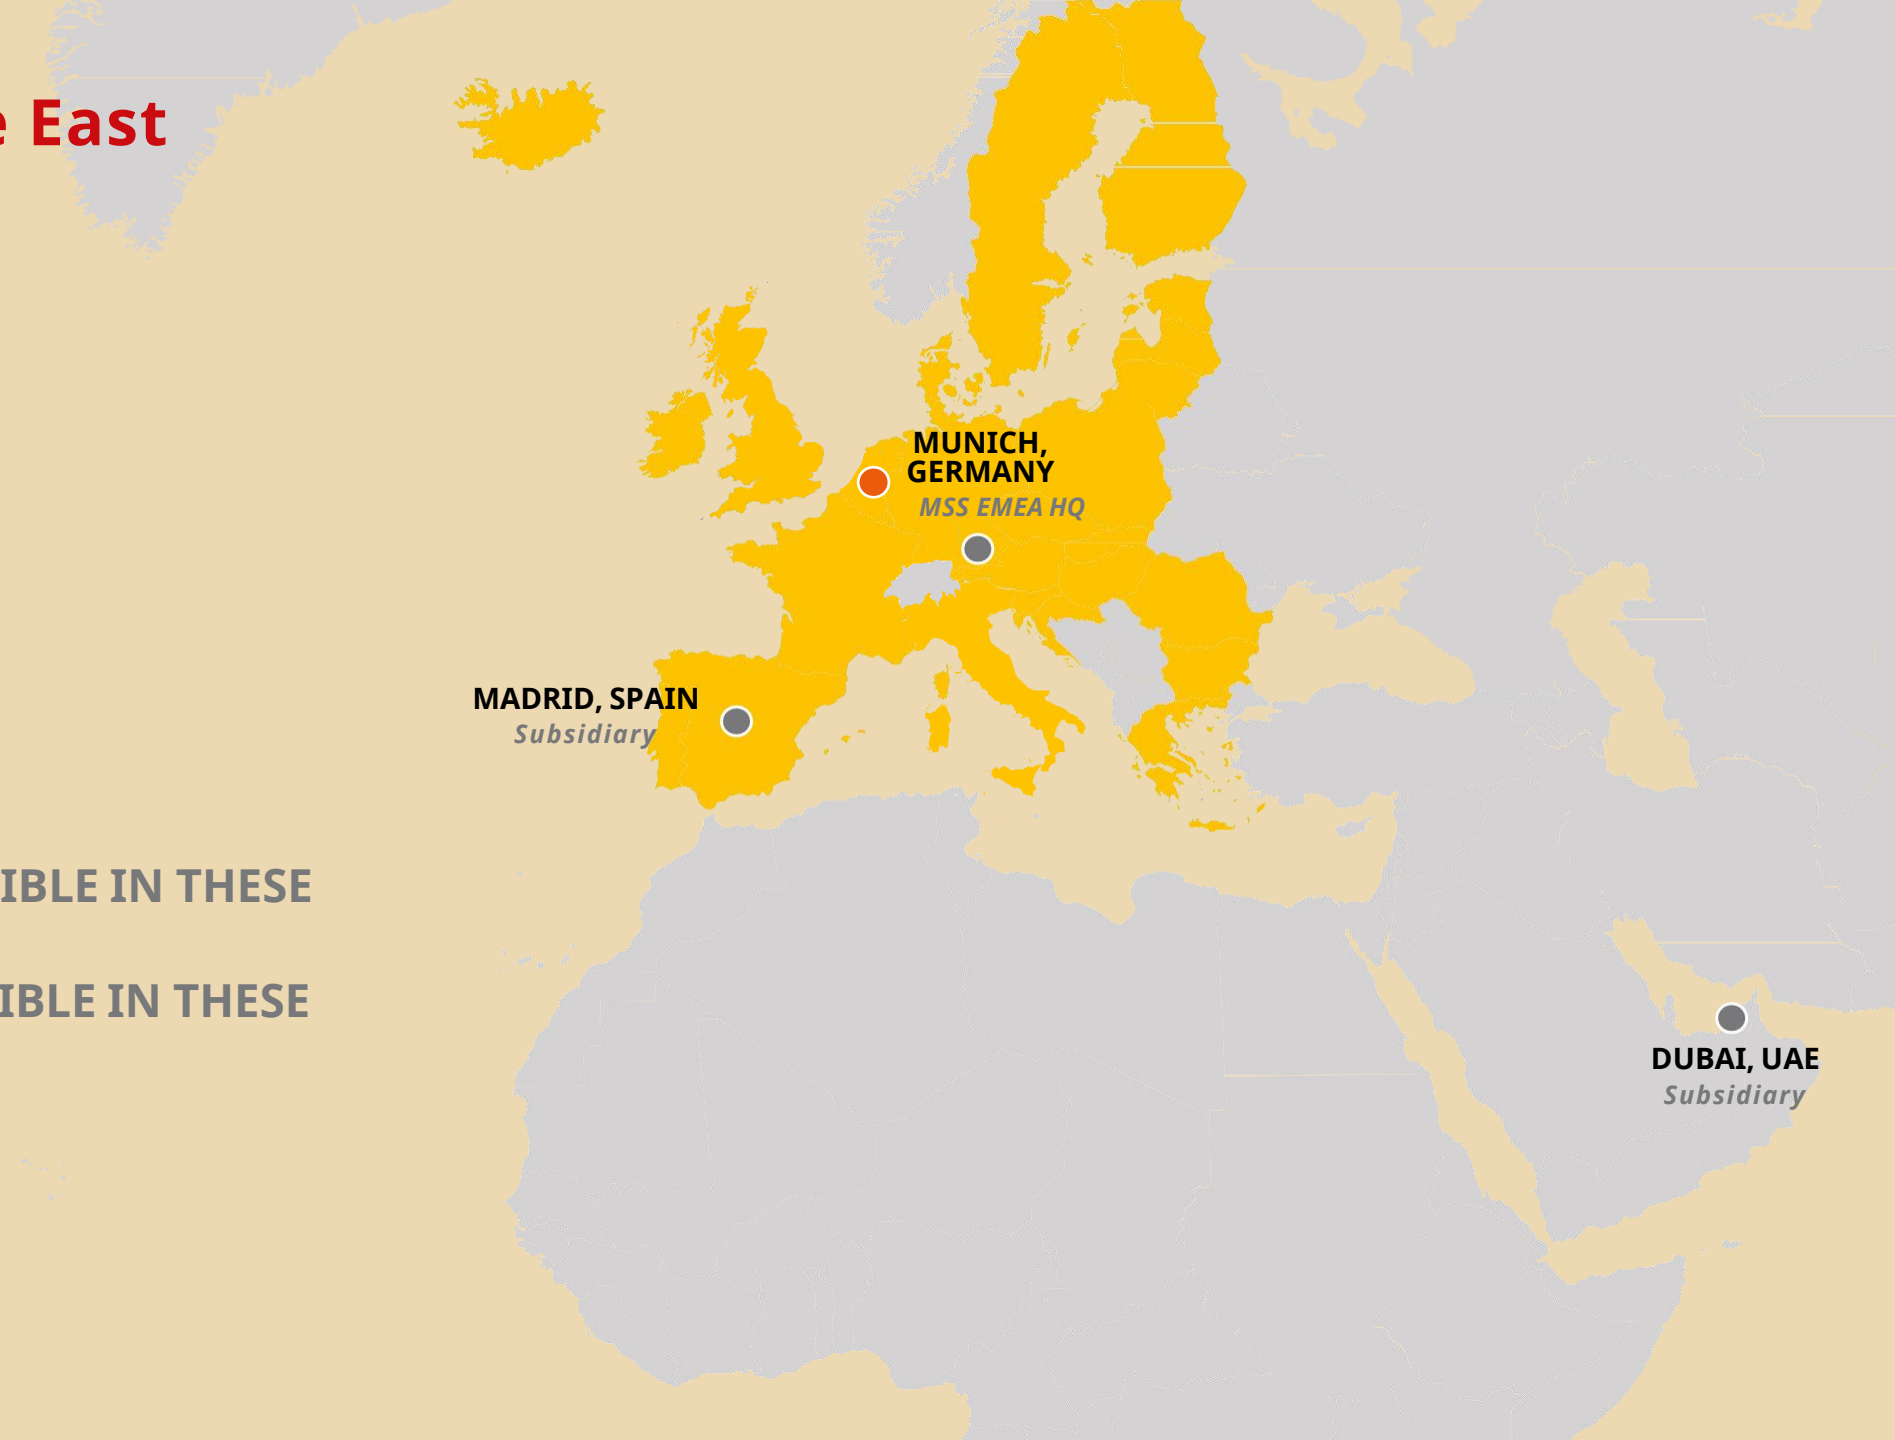 e East
MUNICH,
GERMANY
MSS EMEA HQ
MADRID, SPAIN
Subsidiary
IBLE IN THESE
IBLE IN THESE
DUBAI, UAE
Subsidiary